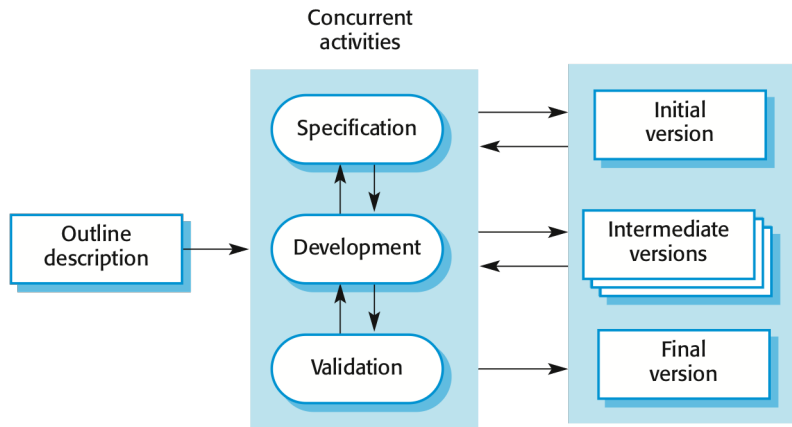 Concurrent
activities
Outline
description
Specification
Development
Validation
Initial
version
Intermediate
versions
Final
version